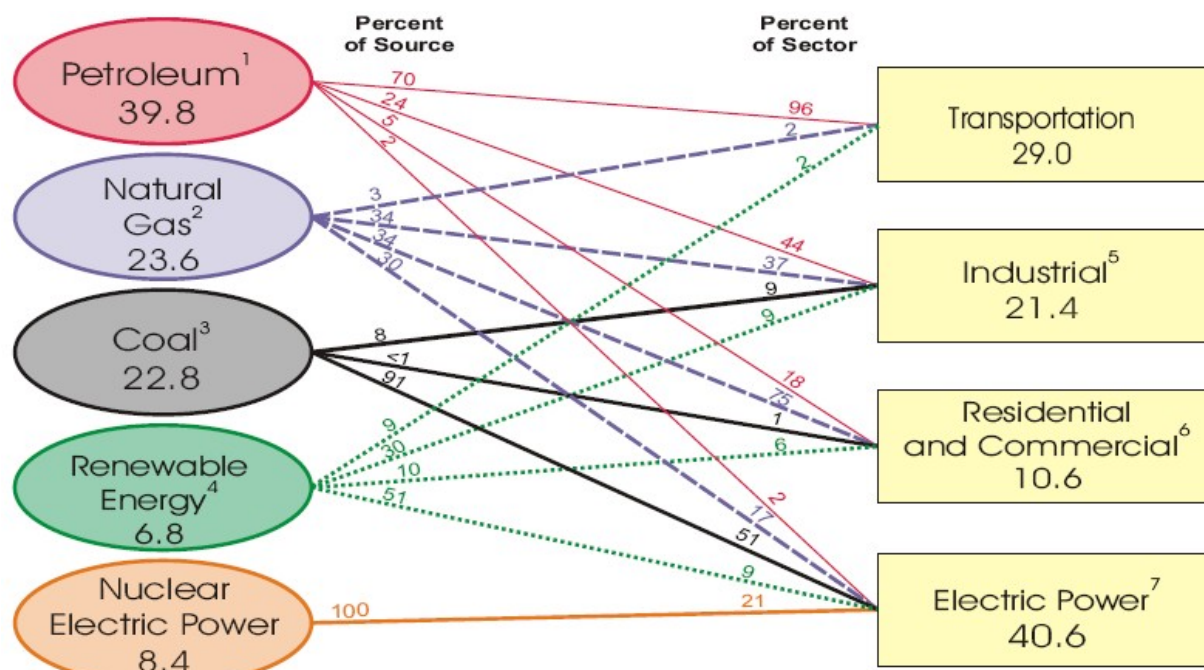 Percent
of Source
Percent
of Sector
Petroleum¹
39.8
Natural
Gas²
23.6
Coal³
22.8
Renewable
Energy⁴
6.8
Nuclear
Electric Power
8.4
70
24
5
2
3
34
34
30
8
<1
91
9
30
10
51
100
96
2
2
44
37
9
9
18
75
1
6
2
17
51
9
21
Transportation
29.0
Industrial⁵
21.4
Residential
and Commercial⁶
10.6
Electric Power⁷
40.6